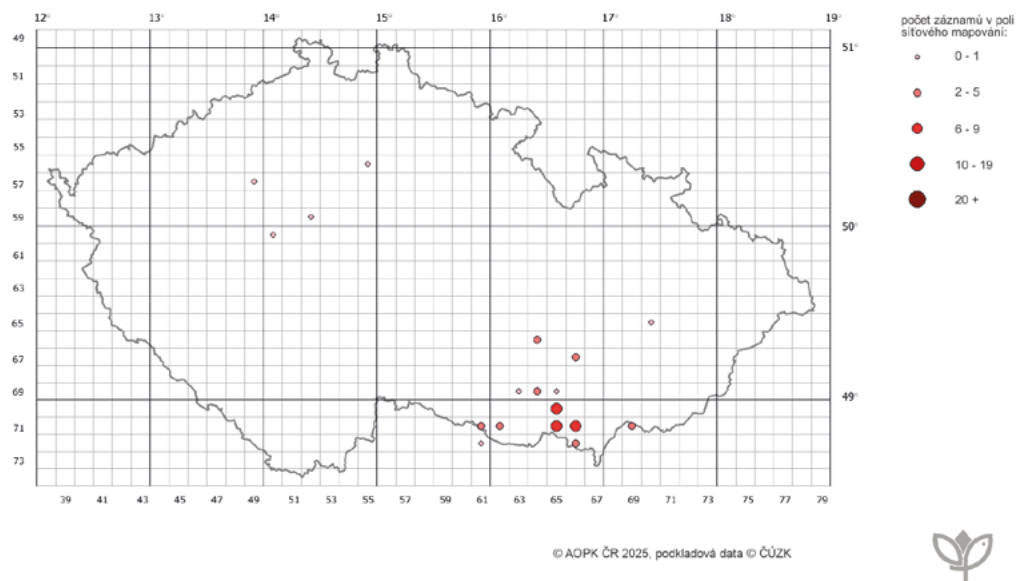 12° 13° 14° 15° 16° 17° 18° 19°
počet záznamů v poli
síťového mapování:
49
51°
0 - 1
51
2 - 5
53
6 - 9
55
10 - 19
57
20 +
59
50°
61
63
65
67
69
49°
71
73
39 41 43 45 47 49 51 53 55 57 59 61 63 65 67 69 71 73 75 77 79
© AOPK ČR 2025, podkladová data © ČÚZK